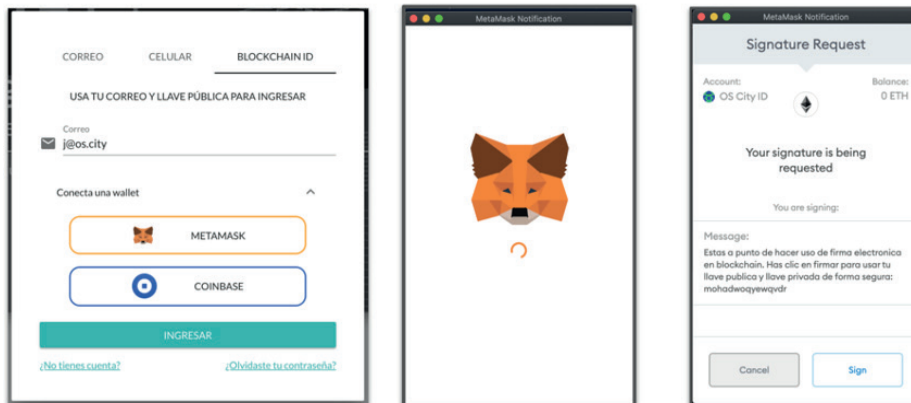 CORREO CELULAR BLOCKCHAIN ID
USA TU CORREO Y LLAVE PÚBLICA PARA INGRESAR
Correo
j@os.city
Conecta una wallet
METAMASK
COINBASE
INGRESAR
¿No tienes cuenta? ¿Olvidaste tu contraseña?
MetaMask Notification
MetaMask Notification
Signature Request
Account: Balance:
OS City ID 0 ETH
Your signature is being
requested
You are signing:
Message:
Estas a punto de hacer uso de firma electronica
en blockchain. Has clic en firmar para usar tu
llave publica y llave privada de forma segura:
mohadwoqyewqvdr
Cancel Sign